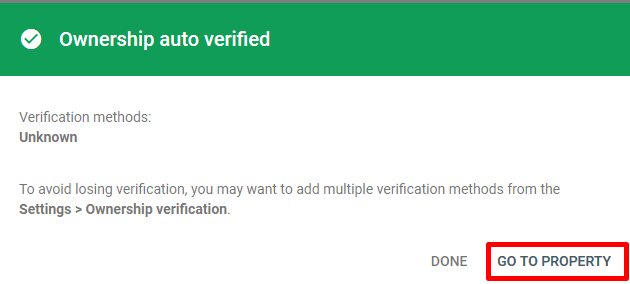 Ownership auto verified
Verification methods:
Unknown
To avoid losing verification, you may want to add multiple verification methods from the
Settings > Ownership verification.
DONE GO TO PROPERTY